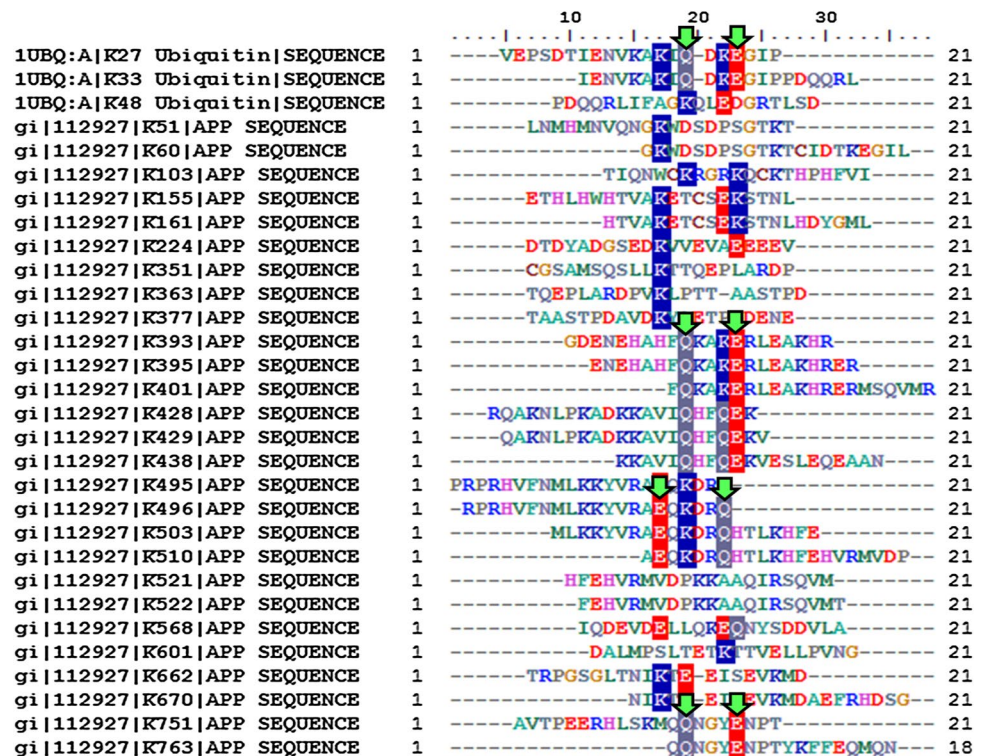 10 20 30
1UBQ:A|K27 Ubiquitin|SEQUENCE 1 ----VEPSDTIENVKAKIQ-DKEGIP------------ 21
1UBQ:A|K33 Ubiquitin|SEQUENCE 1 ----------IENVKAKIQ-DKEGIPPDQQRL------ 21
1UBQ:A|K48 Ubiquitin|SEQUENCE 1 --------PDQQRLIFAGKQLEDGRTLSD--------- 21
gi|112927|K51|APP SEQUENCE 1 ------LNMHMNVQNGKWDSDPSGTKT----------- 21
gi|112927|K60|APP SEQUENCE 1 ---------------GKWDSDPSGTKTCIDTKEGIL-- 21
gi|112927|K103|APP SEQUENCE 1 ------------TIQNWCKRGRKQCKTHPHFVI----- 21
gi|112927|K155|APP SEQUENCE 1 ------ETHLHWHTVAKETCSEKSTNL----------- 21
gi|112927|K161|APP SEQUENCE 1 ------------HTVAKETCSEKSTNLHDYGML----- 21
gi|112927|K224|APP SEQUENCE 1 ------DTDYADGSEDKVVEVAEEEEV----------- 21
gi|112927|K351|APP SEQUENCE 1 ------CGSAMSQSLLKTTQEPLARDP----------- 21
gi|112927|K363|APP SEQUENCE 1 ------TQEPLARDPVKLPTT-AASTPD---------- 21
gi|112927|K377|APP SEQUENCE 1 ------TAASTPDAVDK ET DENE----------- 21
gi|112927|K393|APP SEQUENCE 1 ---------GDENEHAHFQKAKERLEAKHR-------- 21
gi|112927|K395|APP SEQUENCE 1 -----------ENEHAHFQKAKERLEAKHRER------ 21
gi|112927|K401|APP SEQUENCE 1 -----------------FQKAKERLEAKHRERMSQVMR 21
gi|112927|K428|APP SEQUENCE 1 ---RQAKNLPKADKKAVIQHFQEK-------------- 21
gi|112927|K429|APP SEQUENCE 1 ----QAKNLPKADKKAVIQHFQEKV------------- 21
gi|112927|K438|APP SEQUENCE 1 -------------KKAVIQHFQEKVESLEQEAAN---- 21
gi|112927|K495|APP SEQUENCE 1 PRPRHVFNMLKKYVRAEQKDR----------------- 21
gi|112927|K496|APP SEQUENCE 1 -RPRHVFNMLKKYVRAEQKDRQ---------------- 21
gi|112927|K503|APP SEQUENCE 1 --------MLKKYVRAEQKDRQHTLKHFE--------- 21
gi|112927|K510|APP SEQUENCE 1 ---------------AEQKDRQHTLKHFEHVRMVDP-- 21
gi|112927|K521|APP SEQUENCE 1 ---------HFEHVRMVDPKKAAQIRSQVM-------- 21
gi|112927|K522|APP SEQUENCE 1 ----------FEHVRMVDPKKAAQIRSQVMT------- 21
gi|112927|K568|APP SEQUENCE 1 ----------IQDEVDELLQKEQNYSDDVLA------- 21
gi|112927|K601|APP SEQUENCE 1 -----------DALMPSLTETKTTVELLPVNG------ 21
gi|112927|K662|APP SEQUENCE 1 ------TRPGSGLTNIKTE-EISEVKMD---------- 21
gi|112927|K670|APP SEQUENCE 1 --------------NIKT -EI EVKMDAEFRHDSG-- 21
gi|112927|K751|APP SEQUENCE 1 -----AVTPEERHLSKMQQNGYENPT------------ 21
gi|112927|K763|APP SEQUENCE 1 -----------------QQNGYENPTYKFFEQMQN--- 18